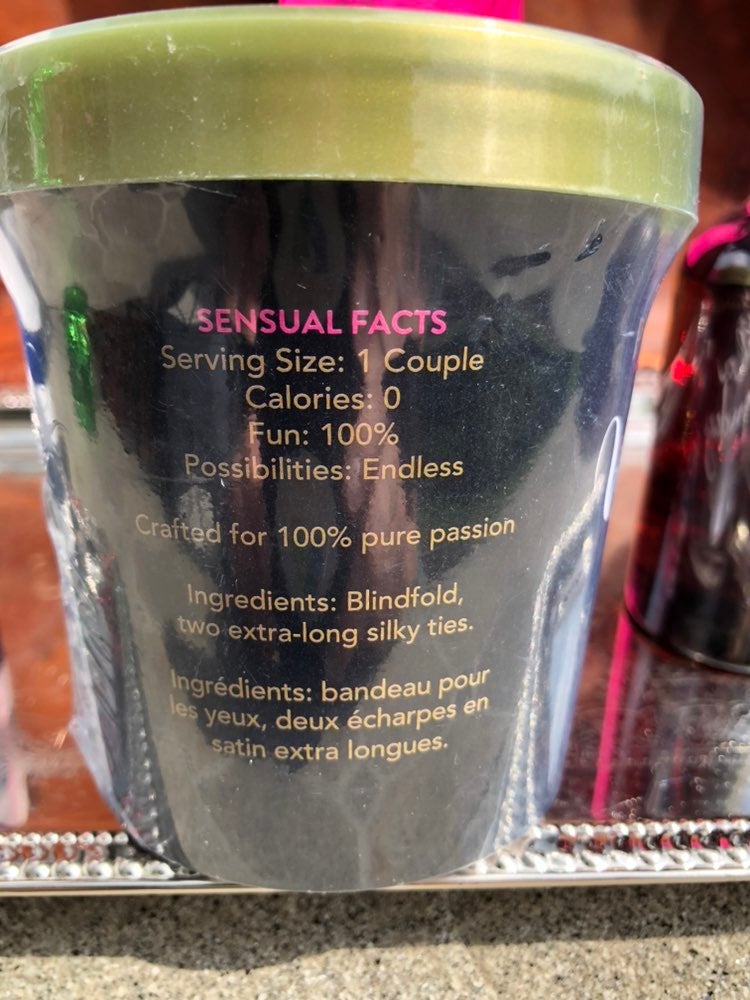 SENSUAL FACTS
Serving Size: 1 Couple
Calories: 0
Fun: 100%
Possibilities: Endless
Crafted for 100% pure passion
Ingredients: Blindfold,
two extra-long silky ties.
Ingrédients: bandeau pour
les yeux, deux écharpes en
satin extra longues.